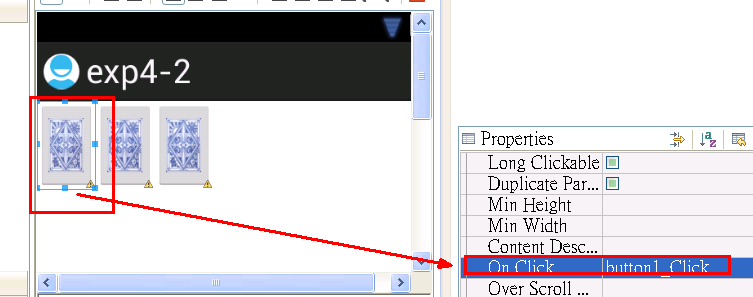 exp4-2
Properties
Long Clickable
Duplicate Par...
Min Height
Min Width
Content Desc...
On Click button1_Click
Over Scroll ...